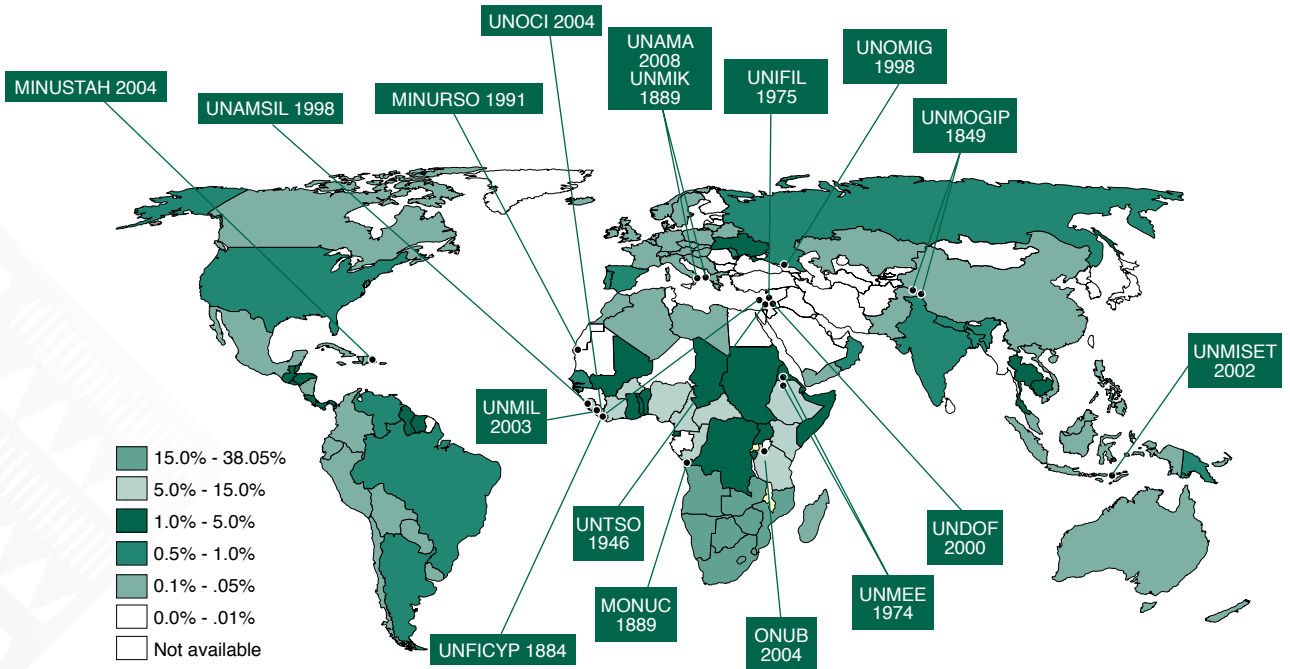 UNOCI 2004
UNAMA
2008
UNMIK
1889
UNOMIG
1998
MINUSTAH 2004
UNAMSIL 1998
MINURSO 1991
UNIFIL
1975
UNMOGIP
1849
UNMISET
2002
UNMIL
2003
15.0% - 38.05%
5.0% - 15.0%
1.0% - 5.0%
0.5% - 1.0%
0.1% - .05%
0.0% - .01%
Not available
UNTSO
1946
UNDOF
2000
UNMEE
1974
MONUC
1889
ONUB
2004
UNFICYP 1884